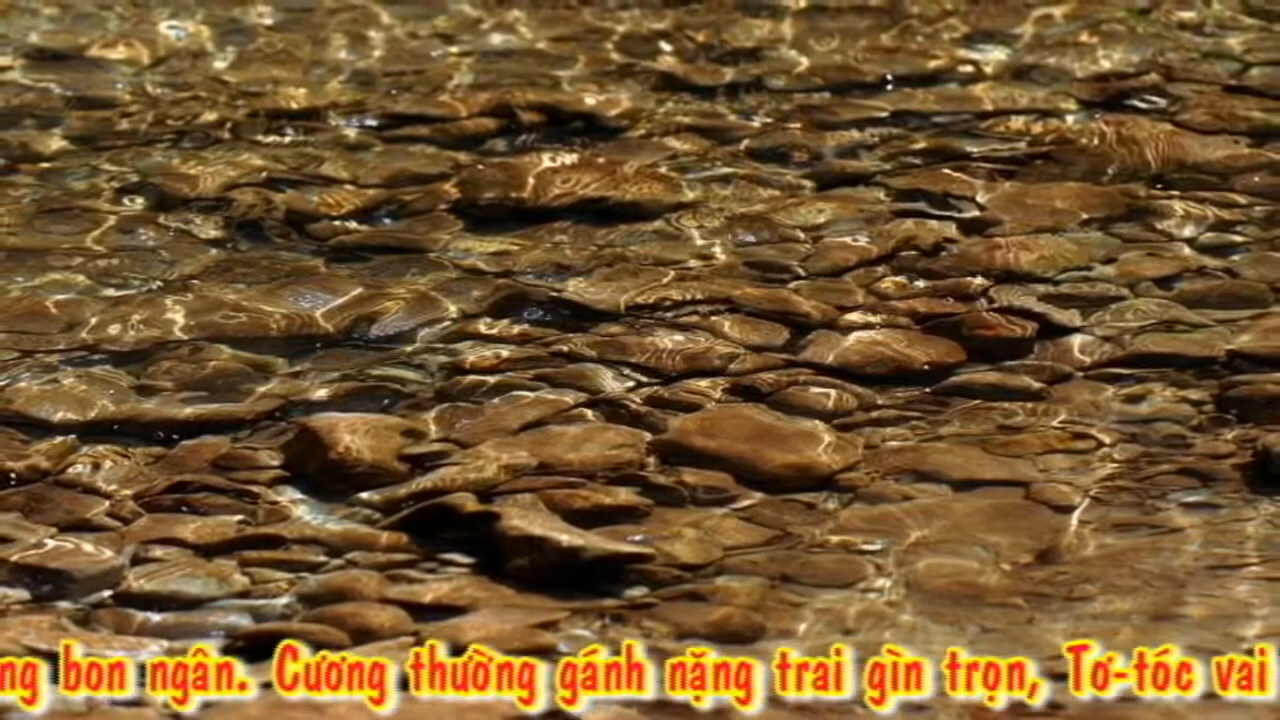 ng bon ngân. Cương thường gánh nặng trai gìn trọn, Tơ-tóc vai